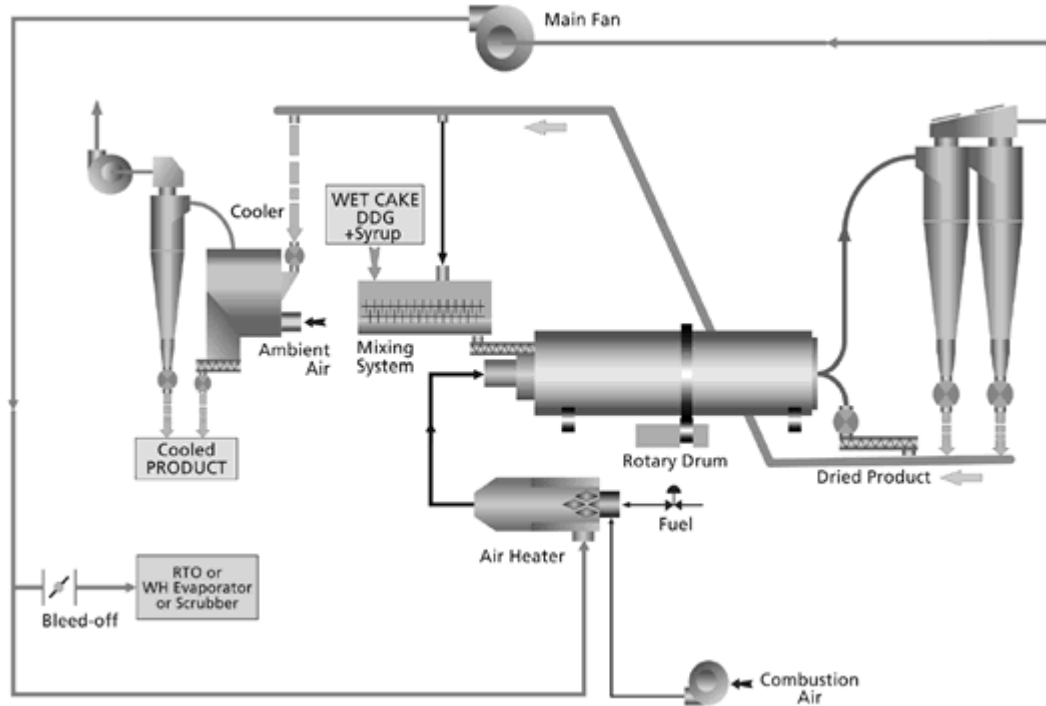 Main Fan
WET CAKE
DDG
+Syrup
Cooler
Ambient
Air
Mixing
System
Cooled
PRODUCT
Rotary Drum
Dried Product
Fuel
Air Heater
RTO or
WH Evaporator
or Scrubber
Bleed-off
Combustion
Air